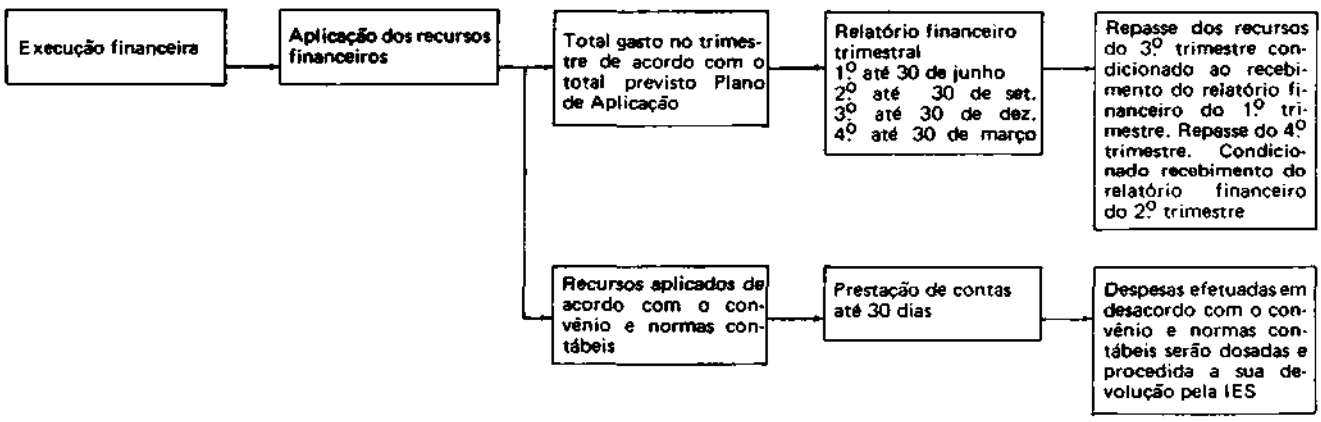 Execução financeira
Aplicação dos recursos
financeiros
Total gasto no trimes-
tre de acordo com o
total previsto Plano
de Aplicação
Relatório financeiro
trimestral
1º até 30 de junho
2º até 30 de set.
3º até 30 de dez.
4º até 30 de março
Repasse dos recursos
do 3º trimestre con-
dicionado ao recebi-
mento do relatório fi-
nanceiro do 1º tri-
mestre. Repasse do 4º
trimestre. Condicio-
nado recebimento do
relatório financeiro
do 2º trimestre
Recursos aplicados de
acordo com o con-
vênio e normas con-
tábeis
Prestação de contas
até 30 dias
Despesas efetuadas em
desacordo com o con-
vênio e normas con-
tábeis serão dosadas e
procedida a sua de-
volução pela IES